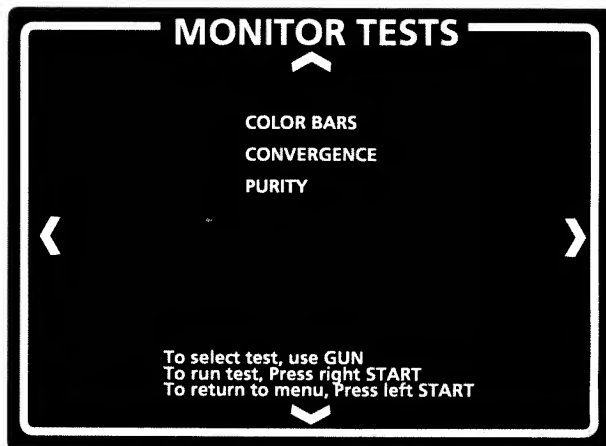 MONITOR TESTS
COLOR BARS
CONVERGENCE
PURITY
To select test, use GUN
To run test, Press right START
To return to menu, Press left START